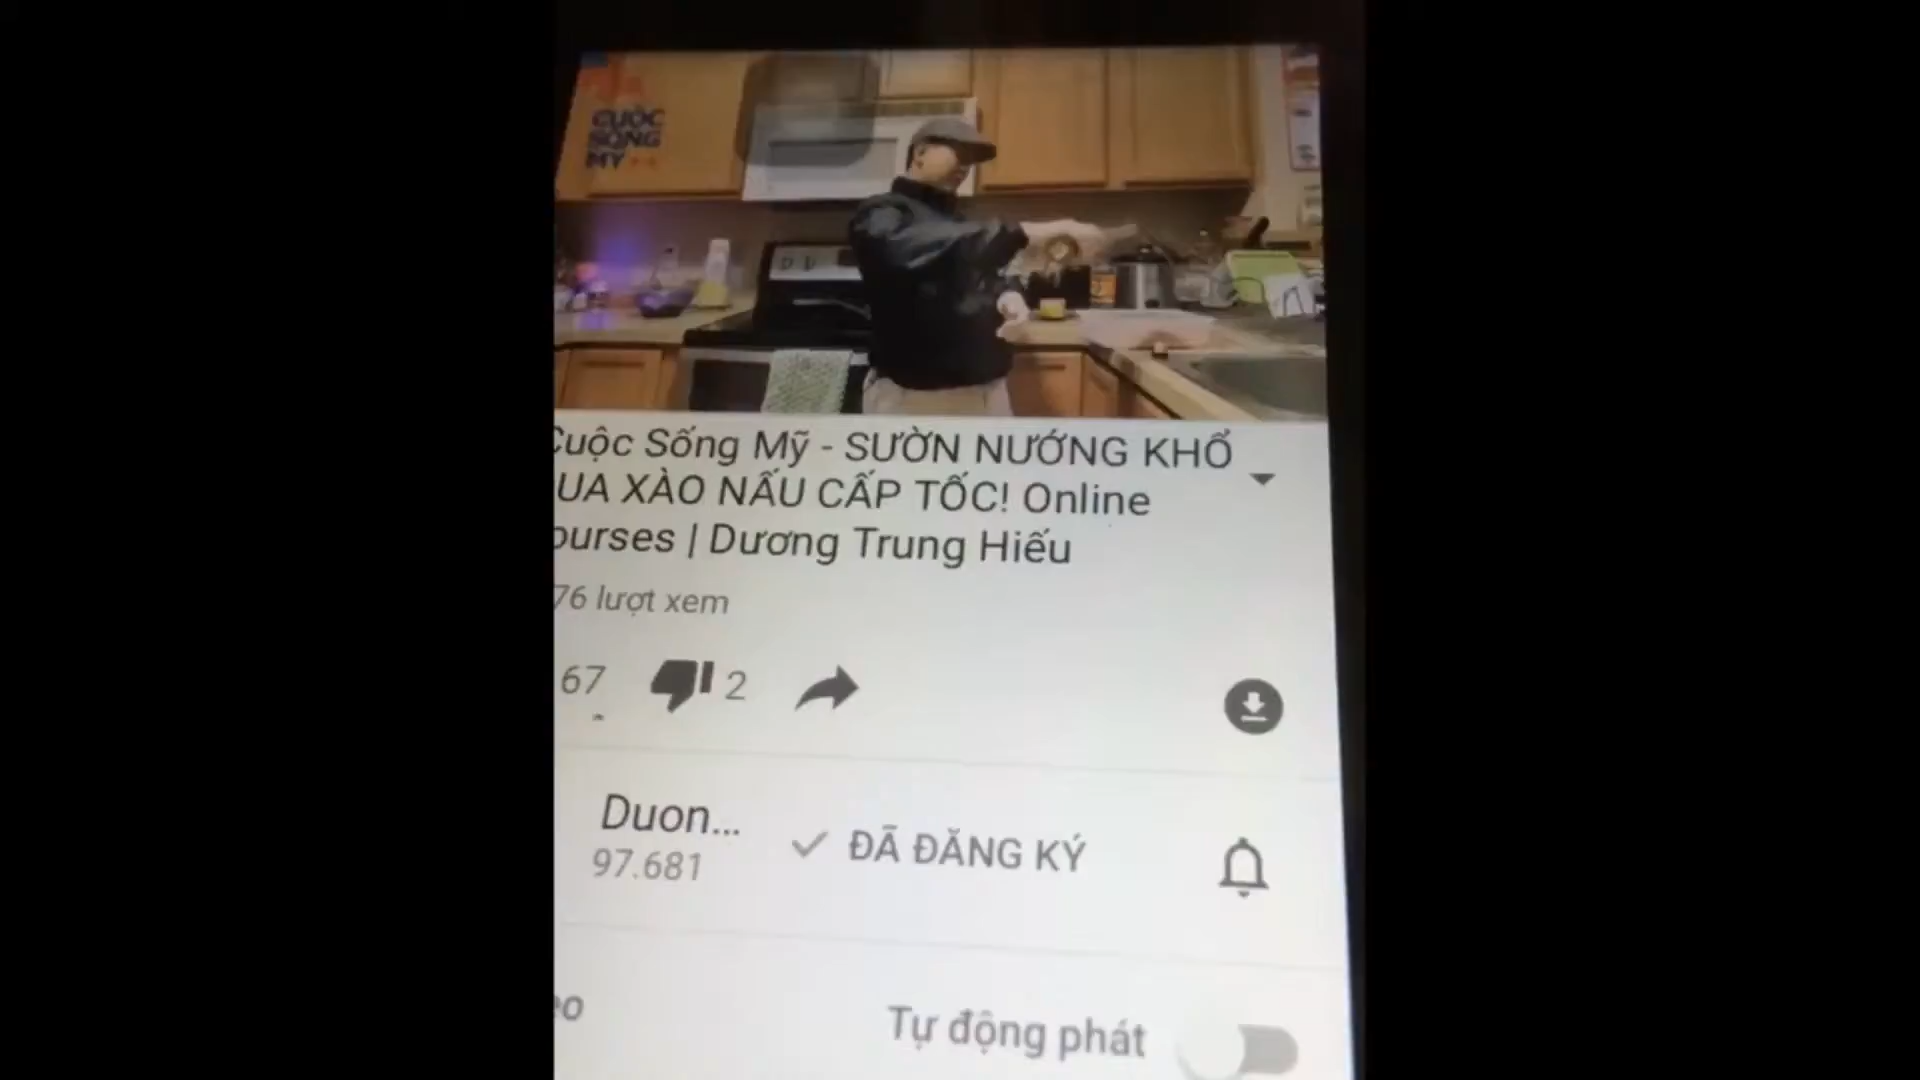 CUỘC
SỐNG
MỸ
Cuộc Sống Mỹ - SƯỜN NƯỚNG KHỔ
UA XÀO NẤU CẤP TỐC! Online
ourses | Dương Trung Hiếu
76 lượt xem
67 2
Duon...
97.681
ĐÃ ĐĂNG KÝ
eo
Tự động phát